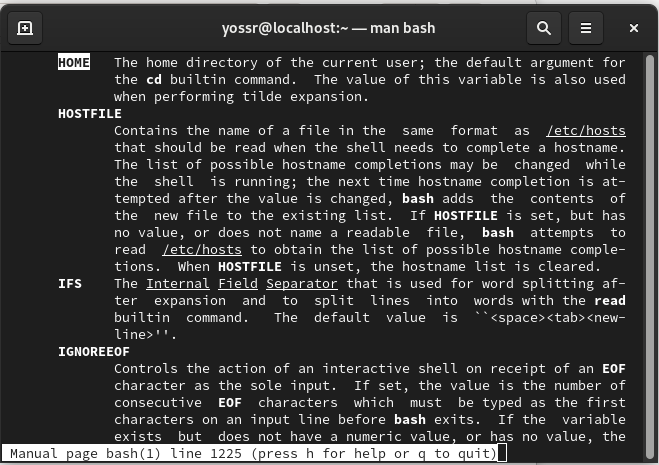 yossr@localhost:~ — man bash
HOME   The home directory of the current user; the default argument for
the cd builtin command.  The value of this variable is also used
when performing tilde expansion.
HOSTFILE
Contains the name of a file in the  same  format  as  /etc/hosts
that should be read when the shell needs to complete a hostname.
The list of possible hostname completions may be  changed  while
the  shell  is running; the next time hostname completion is at‐
tempted after the value is changed, bash adds  the  contents  of
the  new file to the existing list.  If HOSTFILE is set, but has
no value, or does not name a readable  file,  bash  attempts  to
read  /etc/hosts to obtain the list of possible hostname comple‐
tions.  When HOSTFILE is unset, the hostname list is cleared.
IFS    The Internal Field Separator that is used for word splitting af‐
ter  expansion  and  to  split  lines  into  words with the read
builtin  command.   The  default  value  is  ``<space><tab><new‐
line>''.
IGNOREEOF
Controls the action of an interactive shell on receipt of an EOF
character as the sole input.  If set, the value is the number of
consecutive  EOF  characters  which  must  be typed as the first
characters on an input line before bash exits.  If the  variable
exists  but  does not have a numeric value, or has no value, the
Manual page bash(1) line 1225 (press h for help or q to quit)